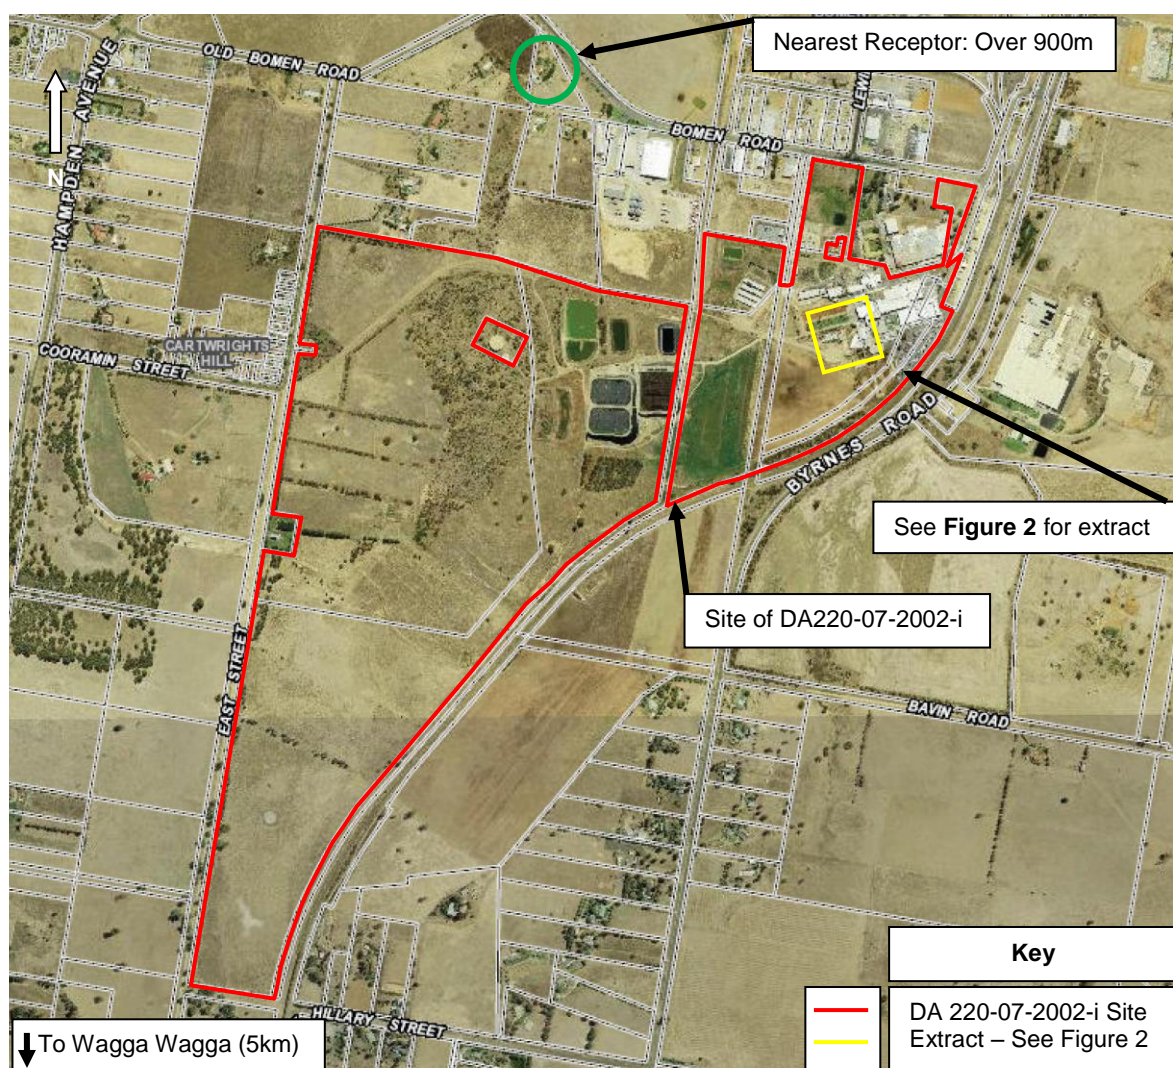 Nearest Receptor: Over 900m
OLD BOMEN ROAD
HAMPDEN AVENUE
N
BOMEN ROAD
CARTWRIGHTS
HILL
COORAMIN STREET
BYRNES ROAD
See Figure 2 for extract
Site of DA220-07-2002-i
EAST STREET
BAVIN ROAD
HILLARY STREET
To Wagga Wagga (5km)
Key
DA 220-07-2002-i Site
Extract – See Figure 2